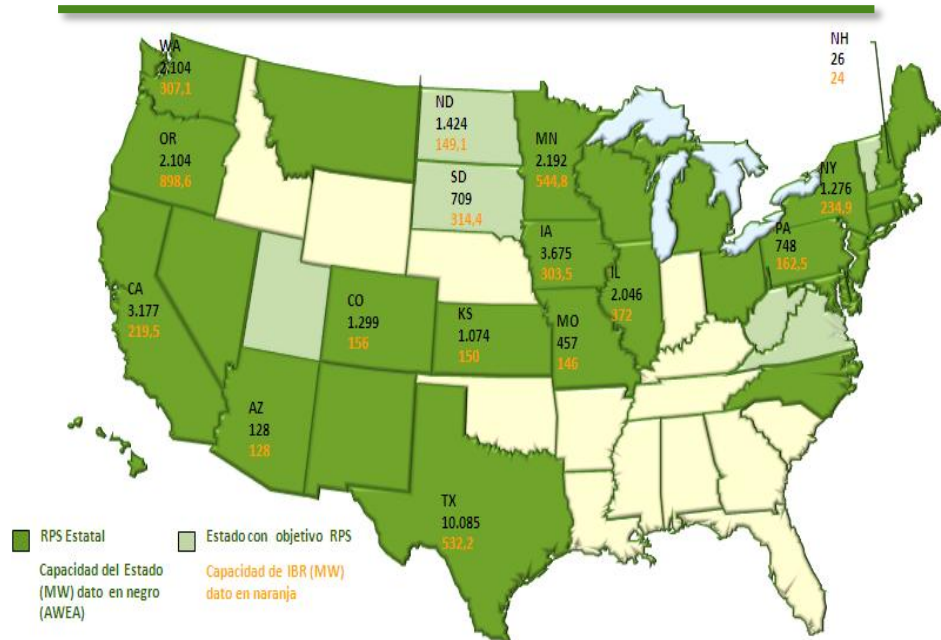 WA
2.104
307,1
OR
2.104
898,6
CA
3.177
219,5
AZ
128
128
CO
1.299
156
ND
1.424
149,1
SD
709
314,4
KS
1.074
150
TX
10.085
532,2
MN
2.192
544,8
IA
3.675
303,5
MO
457
146
IL
2.046
372
PA
748
162,5
NY
1.276
234,9
NH
26
24
RPS Estatal
Capacidad del Estado
(MW) dato en negro
(AWEA)
Estado con objetivo RPS
Capacidad de IBR (MW)
dato en naranja